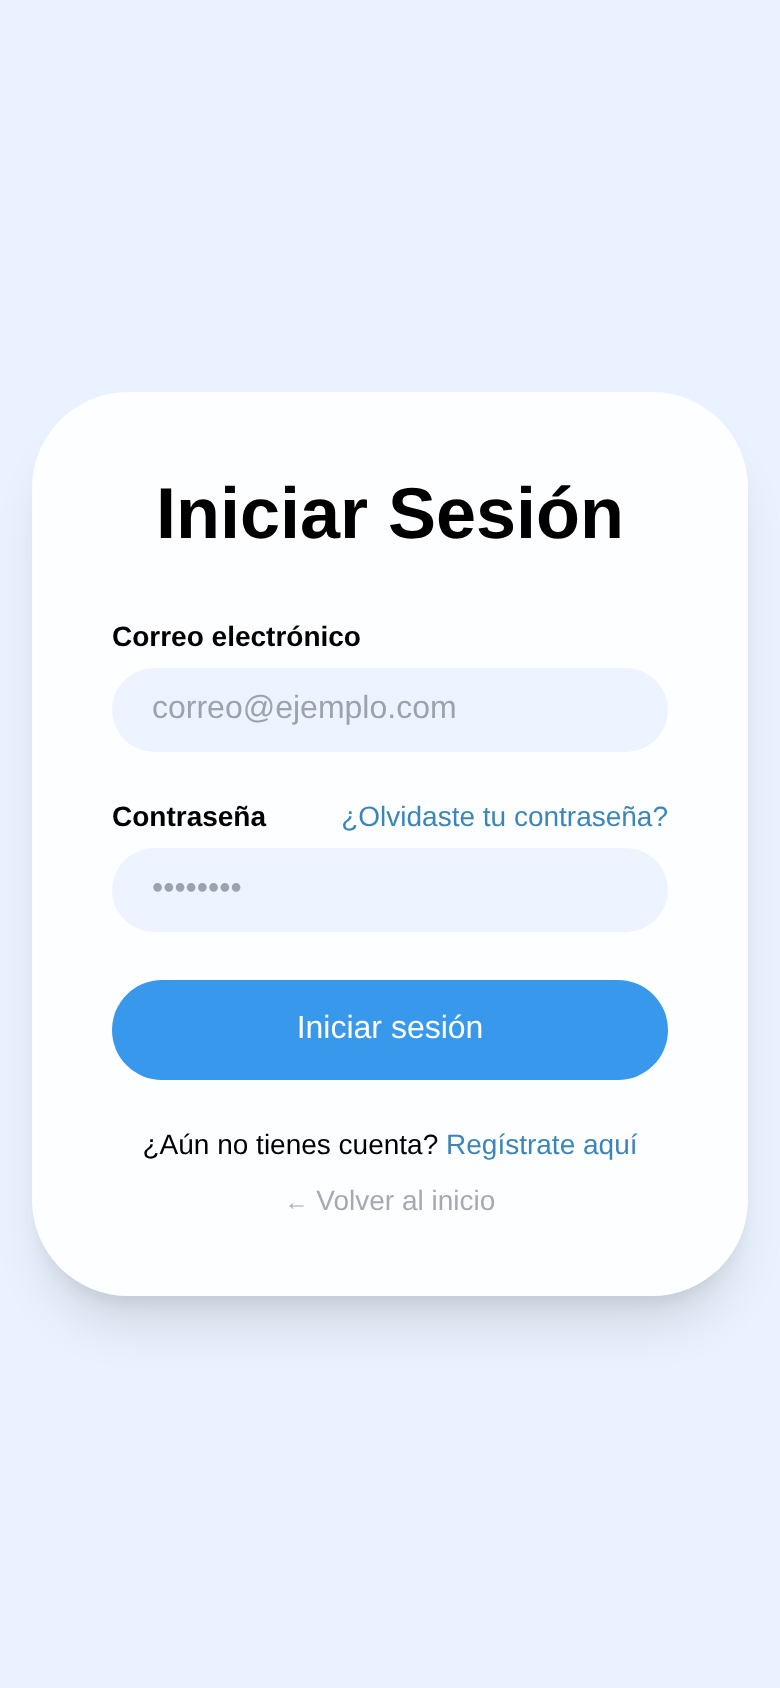 Iniciar Sesión
Correo electrónico
correo@ejemplo.com
Contraseña ¿Olvidaste tu contraseña?
••••••••
Iniciar sesión
¿Aún no tienes cuenta? Regístrate aquí
← Volver al inicio